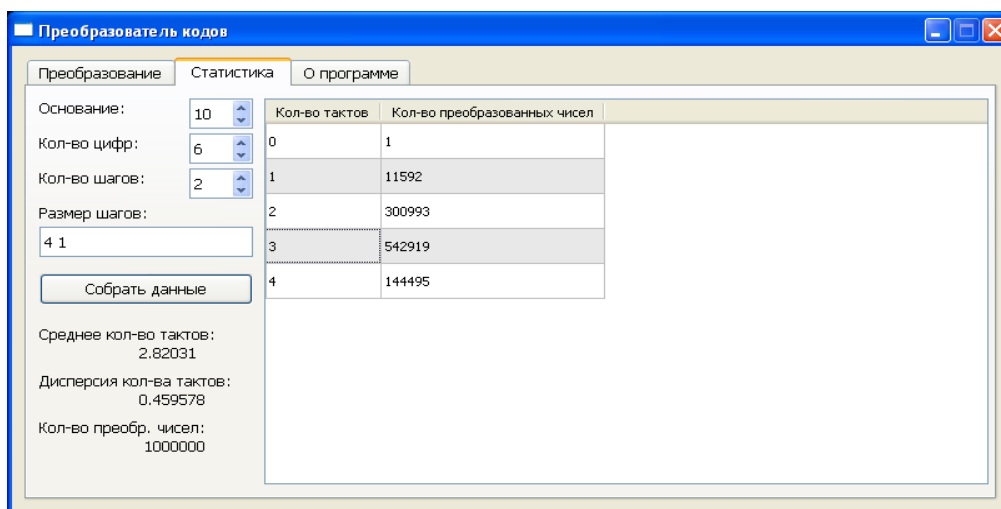 Преобразователь кодов
Преобразование Статистика О программе
Основание: 10
Кол-во цифр: 6
Кол-во шагов: 2
Размер шагов:
4 1
Собрать данные
Среднее кол-во тактов:
2.82031
Дисперсия кол-ва тактов:
0.459578
Кол-во преобр. чисел:
1000000
Кол-во тактов Кол-во преобразованных чисел
0 1
1 11592
2 300993
3 542919
4 144495